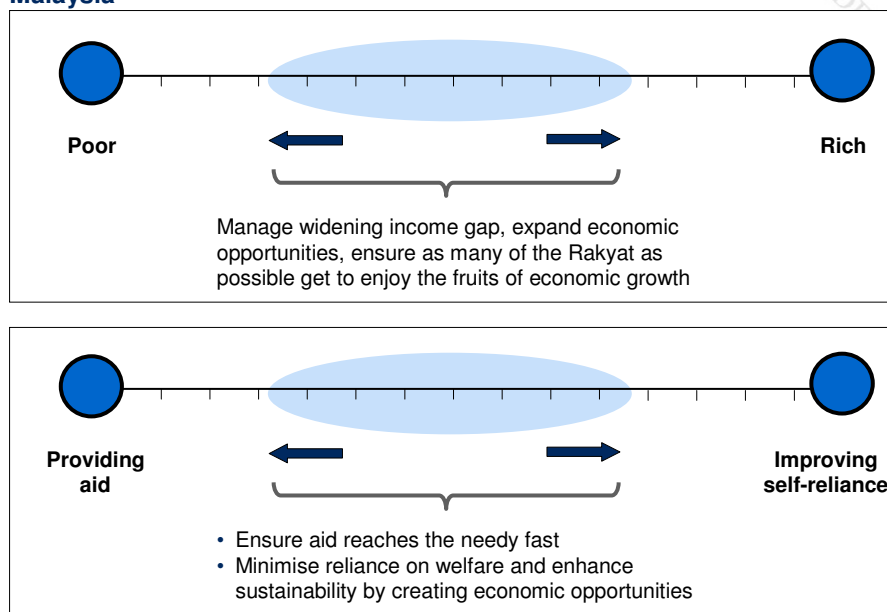 Malaysia
Poor
Rich
Manage widening income gap, expand economic
opportunities, ensure as many of the Rakyat as
possible get to enjoy the fruits of economic growth
Providing
aid
Improving
self-reliance
• Ensure aid reaches the needy fast
• Minimise reliance on welfare and enhance
sustainability by creating economic opportunities